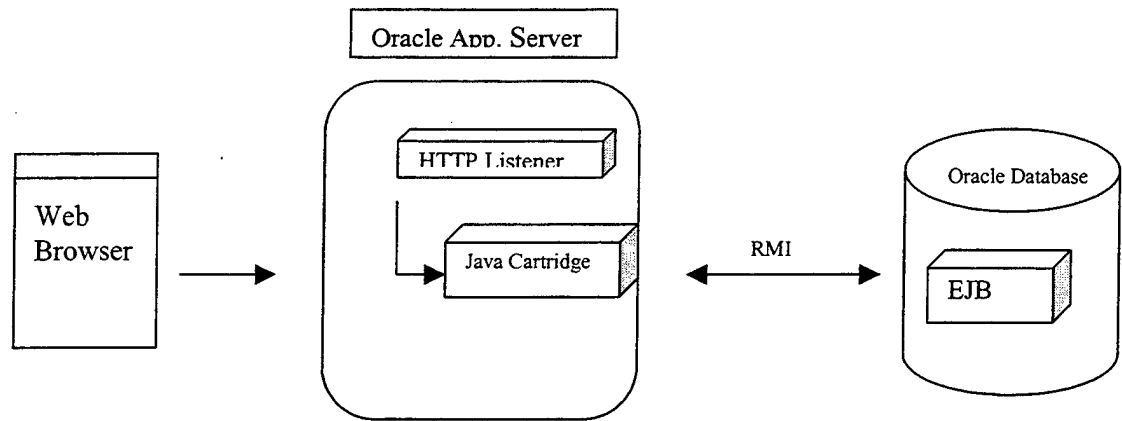 Oracle App. Server
HTTP Listener
Web
Browser
Java Cartridge
RMI
Oracle Database
EJB